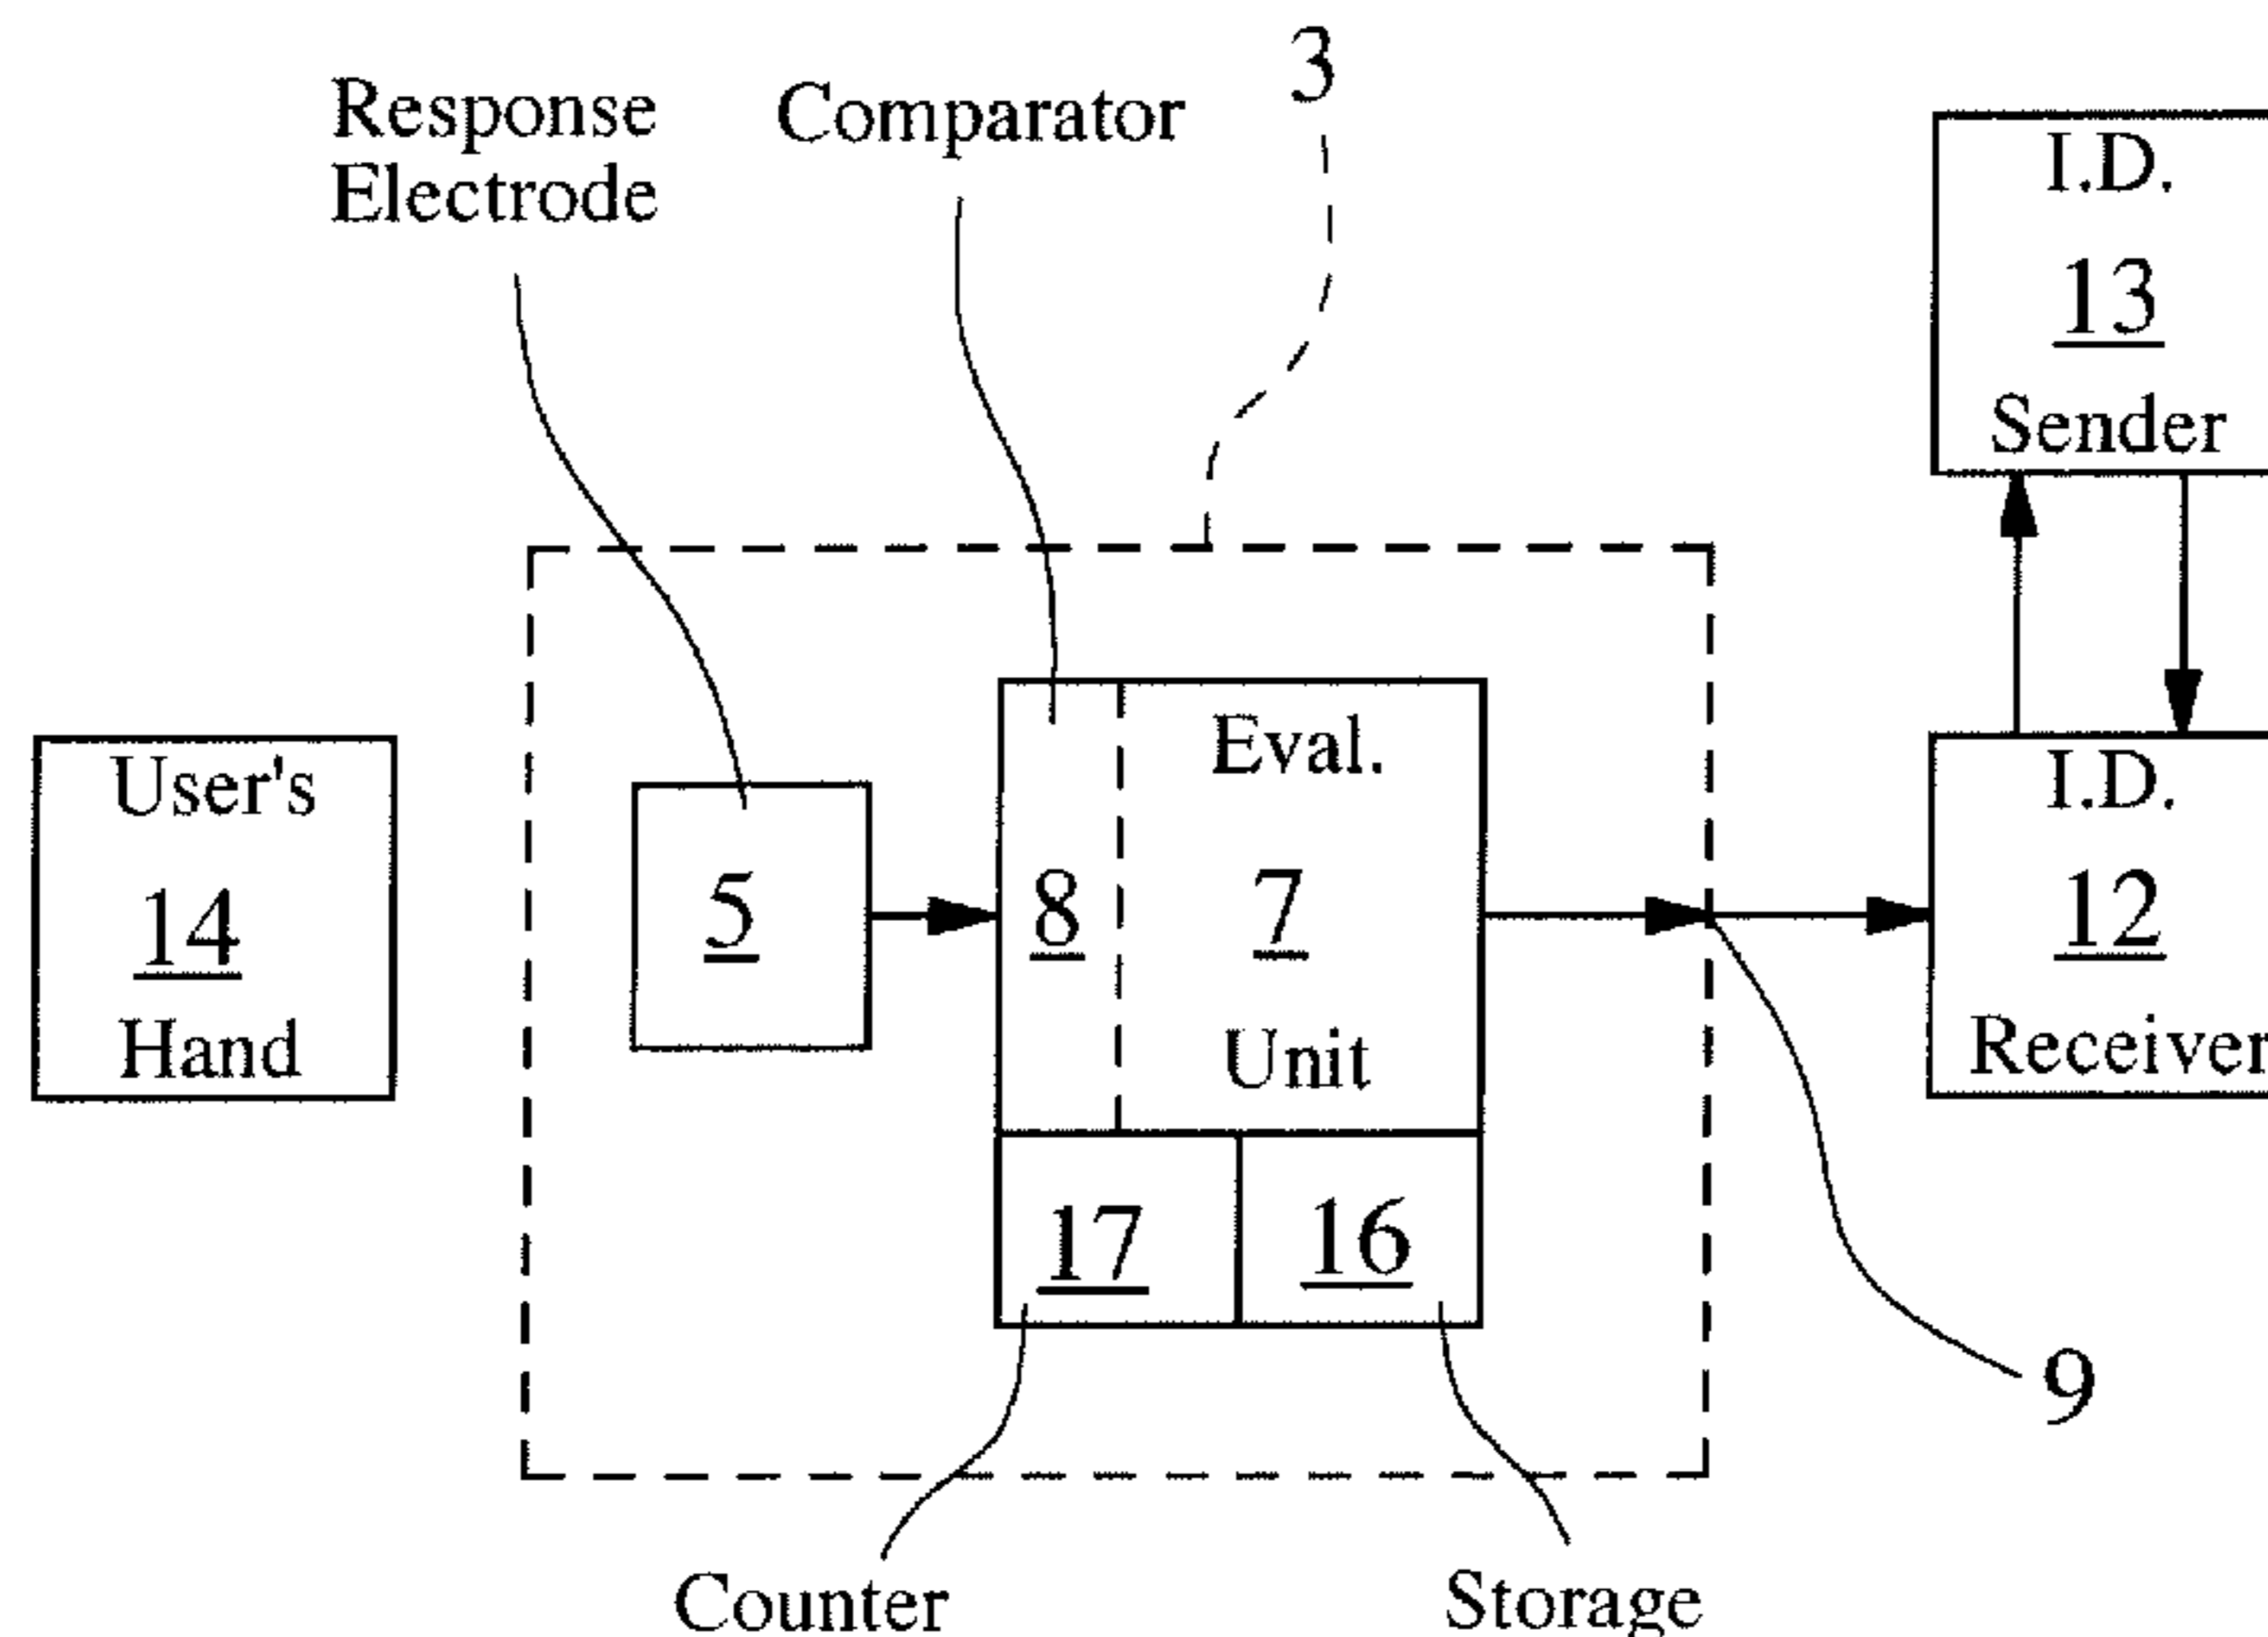 3
Response
Electrode
Comparator
I.D.
13
Sender
User's
14
Hand
5
8
Eval.
7
Unit
I.D.
12
Receiver
17
16
9
Counter
Storage